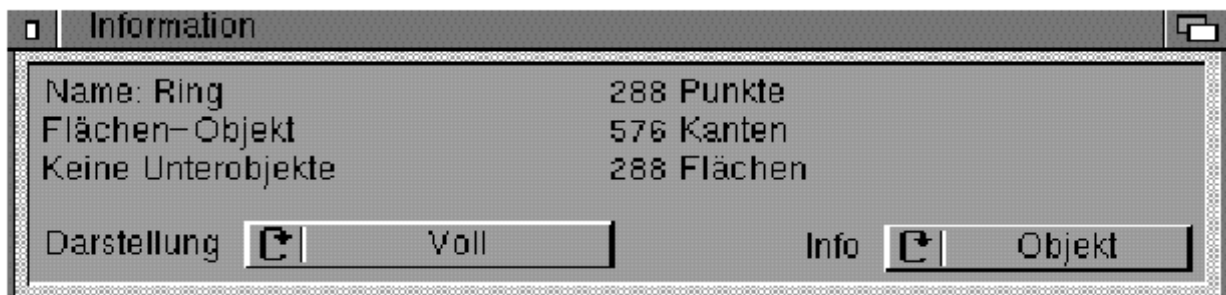 Information
Name: Ring 288 Punkte
Flächen-Objekt 576 Kanten
Keine Unterobjekte 288 Flächen
Darstellung Voll Info Objekt